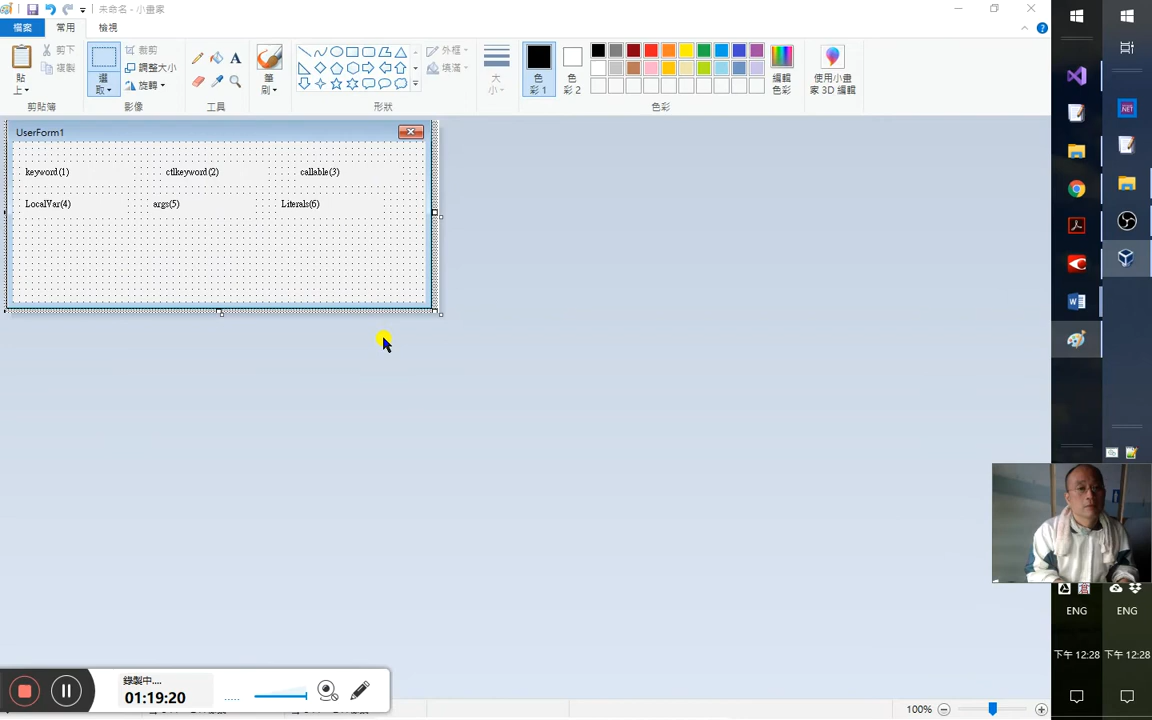 未命名 - 小畫家
檔案 常用 檢視
貼上 剪下 複製
剪貼簿
選取 裁剪 調整大小 旋轉
影像
A
工具
筆刷
外框 填滿
形狀
大小
色彩 1
色彩 2
編輯色彩
色彩
使用小畫家 3D 編輯
UserForm1
keyword(1) ctlkeyword(2) callable(3)
LocalVar(4) args(5) Literals(6)
錄製中....
01:19:20
100%
ENG ENG
下午 12:28 下午 12:28
.NET